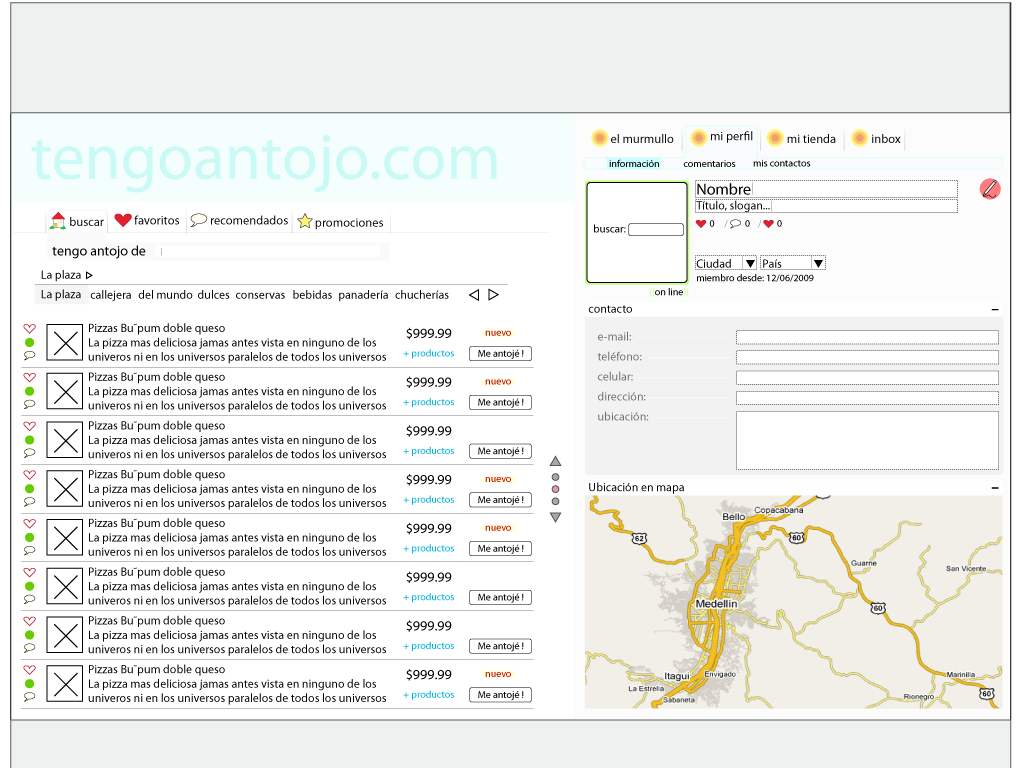 tengoantojo.com
buscar favoritos recomendados promociones
tengo antojo de
La plaza
La plaza callejera del mundo dulces conservas bebidas panadería chucherías
Pizzas Bu¨pum doble queso
La pizza mas deliciosa jamas antes vista en ninguno de los
univeros ni en los universos paralelos de todos los universos
$999.99 nuevo
+ productos Me antojé !
Pizzas Bu¨pum doble queso
La pizza mas deliciosa jamas antes vista en ninguno de los
univeros ni en los universos paralelos de todos los universos
$999.99 nuevo
+ productos Me antojé !
Pizzas Bu¨pum doble queso
La pizza mas deliciosa jamas antes vista en ninguno de los
univeros ni en los universos paralelos de todos los universos
$999.99
Me antojé !
Pizzas Bu¨pum doble queso
La pizza mas deliciosa jamas antes vista en ninguno de los
univeros ni en los universos paralelos de todos los universos
$999.99 nuevo
+ productos Me antojé !
Pizzas Bu¨pum doble queso
La pizza mas deliciosa jamas antes vista en ninguno de los
univeros ni en los universos paralelos de todos los universos
$999.99 nuevo
+ productos Me antojé !
Pizzas Bu¨pum doble queso
La pizza mas deliciosa jamas antes vista en ninguno de los
univeros ni en los universos paralelos de todos los universos
$999.99
+ productos Me antojé !
Pizzas Bu¨pum doble queso
La pizza mas deliciosa jamas antes vista en ninguno de los
univeros ni en los universos paralelos de todos los universos
$999.99
+ productos Me antojé !
Pizzas Bu¨pum doble queso
La pizza mas deliciosa jamas antes vista en ninguno de los
univeros ni en los universos paralelos de todos los universos
$999.99 nuevo
+ productos Me antojé !
el murmullo mi perfil mi tienda inbox
información comentarios mis contactos
buscar:
on line
Nombre
Título, slogan...
0 / 0 / 0
Ciudad País
miembro desde: 12/06/2009
contacto
e-mail:
teléfono:
celular:
dirección:
ubicación:
Ubicación en mapa
Copacabana
Bello
62
60
Guarne
San Vicente
Medellin
60
Itagui
Envigado
Marinilla
La Estrella
Sabaneta
Rionegro
60